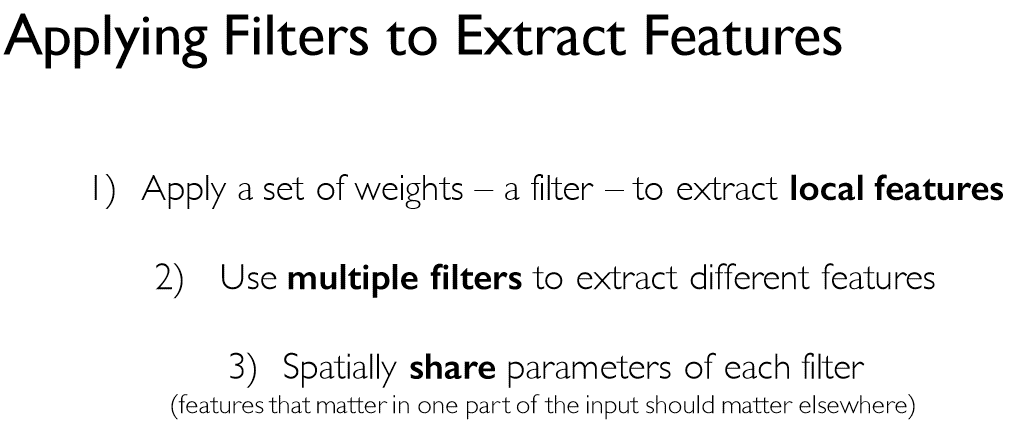 Applying Filters to Extract Features
1) Apply a set of weights – a filter – to extract local features
2) Use multiple filters to extract different features
3) Spatially share parameters of each filter
(features that matter in one part of the input should matter elsewhere)